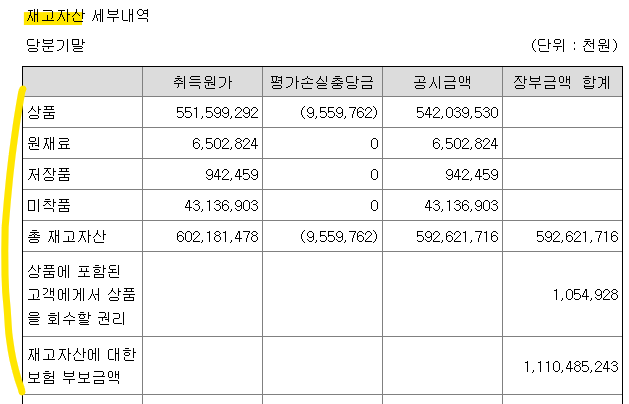 재고자산 세부내역
당분기말 (단위 : 천원)
취득원가 평가손실충당금 공시금액 장부금액 합계
상품 551,599,292 (9,559,762) 542,039,530
원재료 6,502,824 0 6,502,824
저장품 942,459 0 942,459
미착품 43,136,903 0 43,136,903
총 재고자산 602,181,478 (9,559,762) 592,621,716 592,621,716
상품에 포함된
고객에게서 상품
을 회수할 권리 1,054,928
재고자산에 대한
보험 부보금액 1,110,485,243